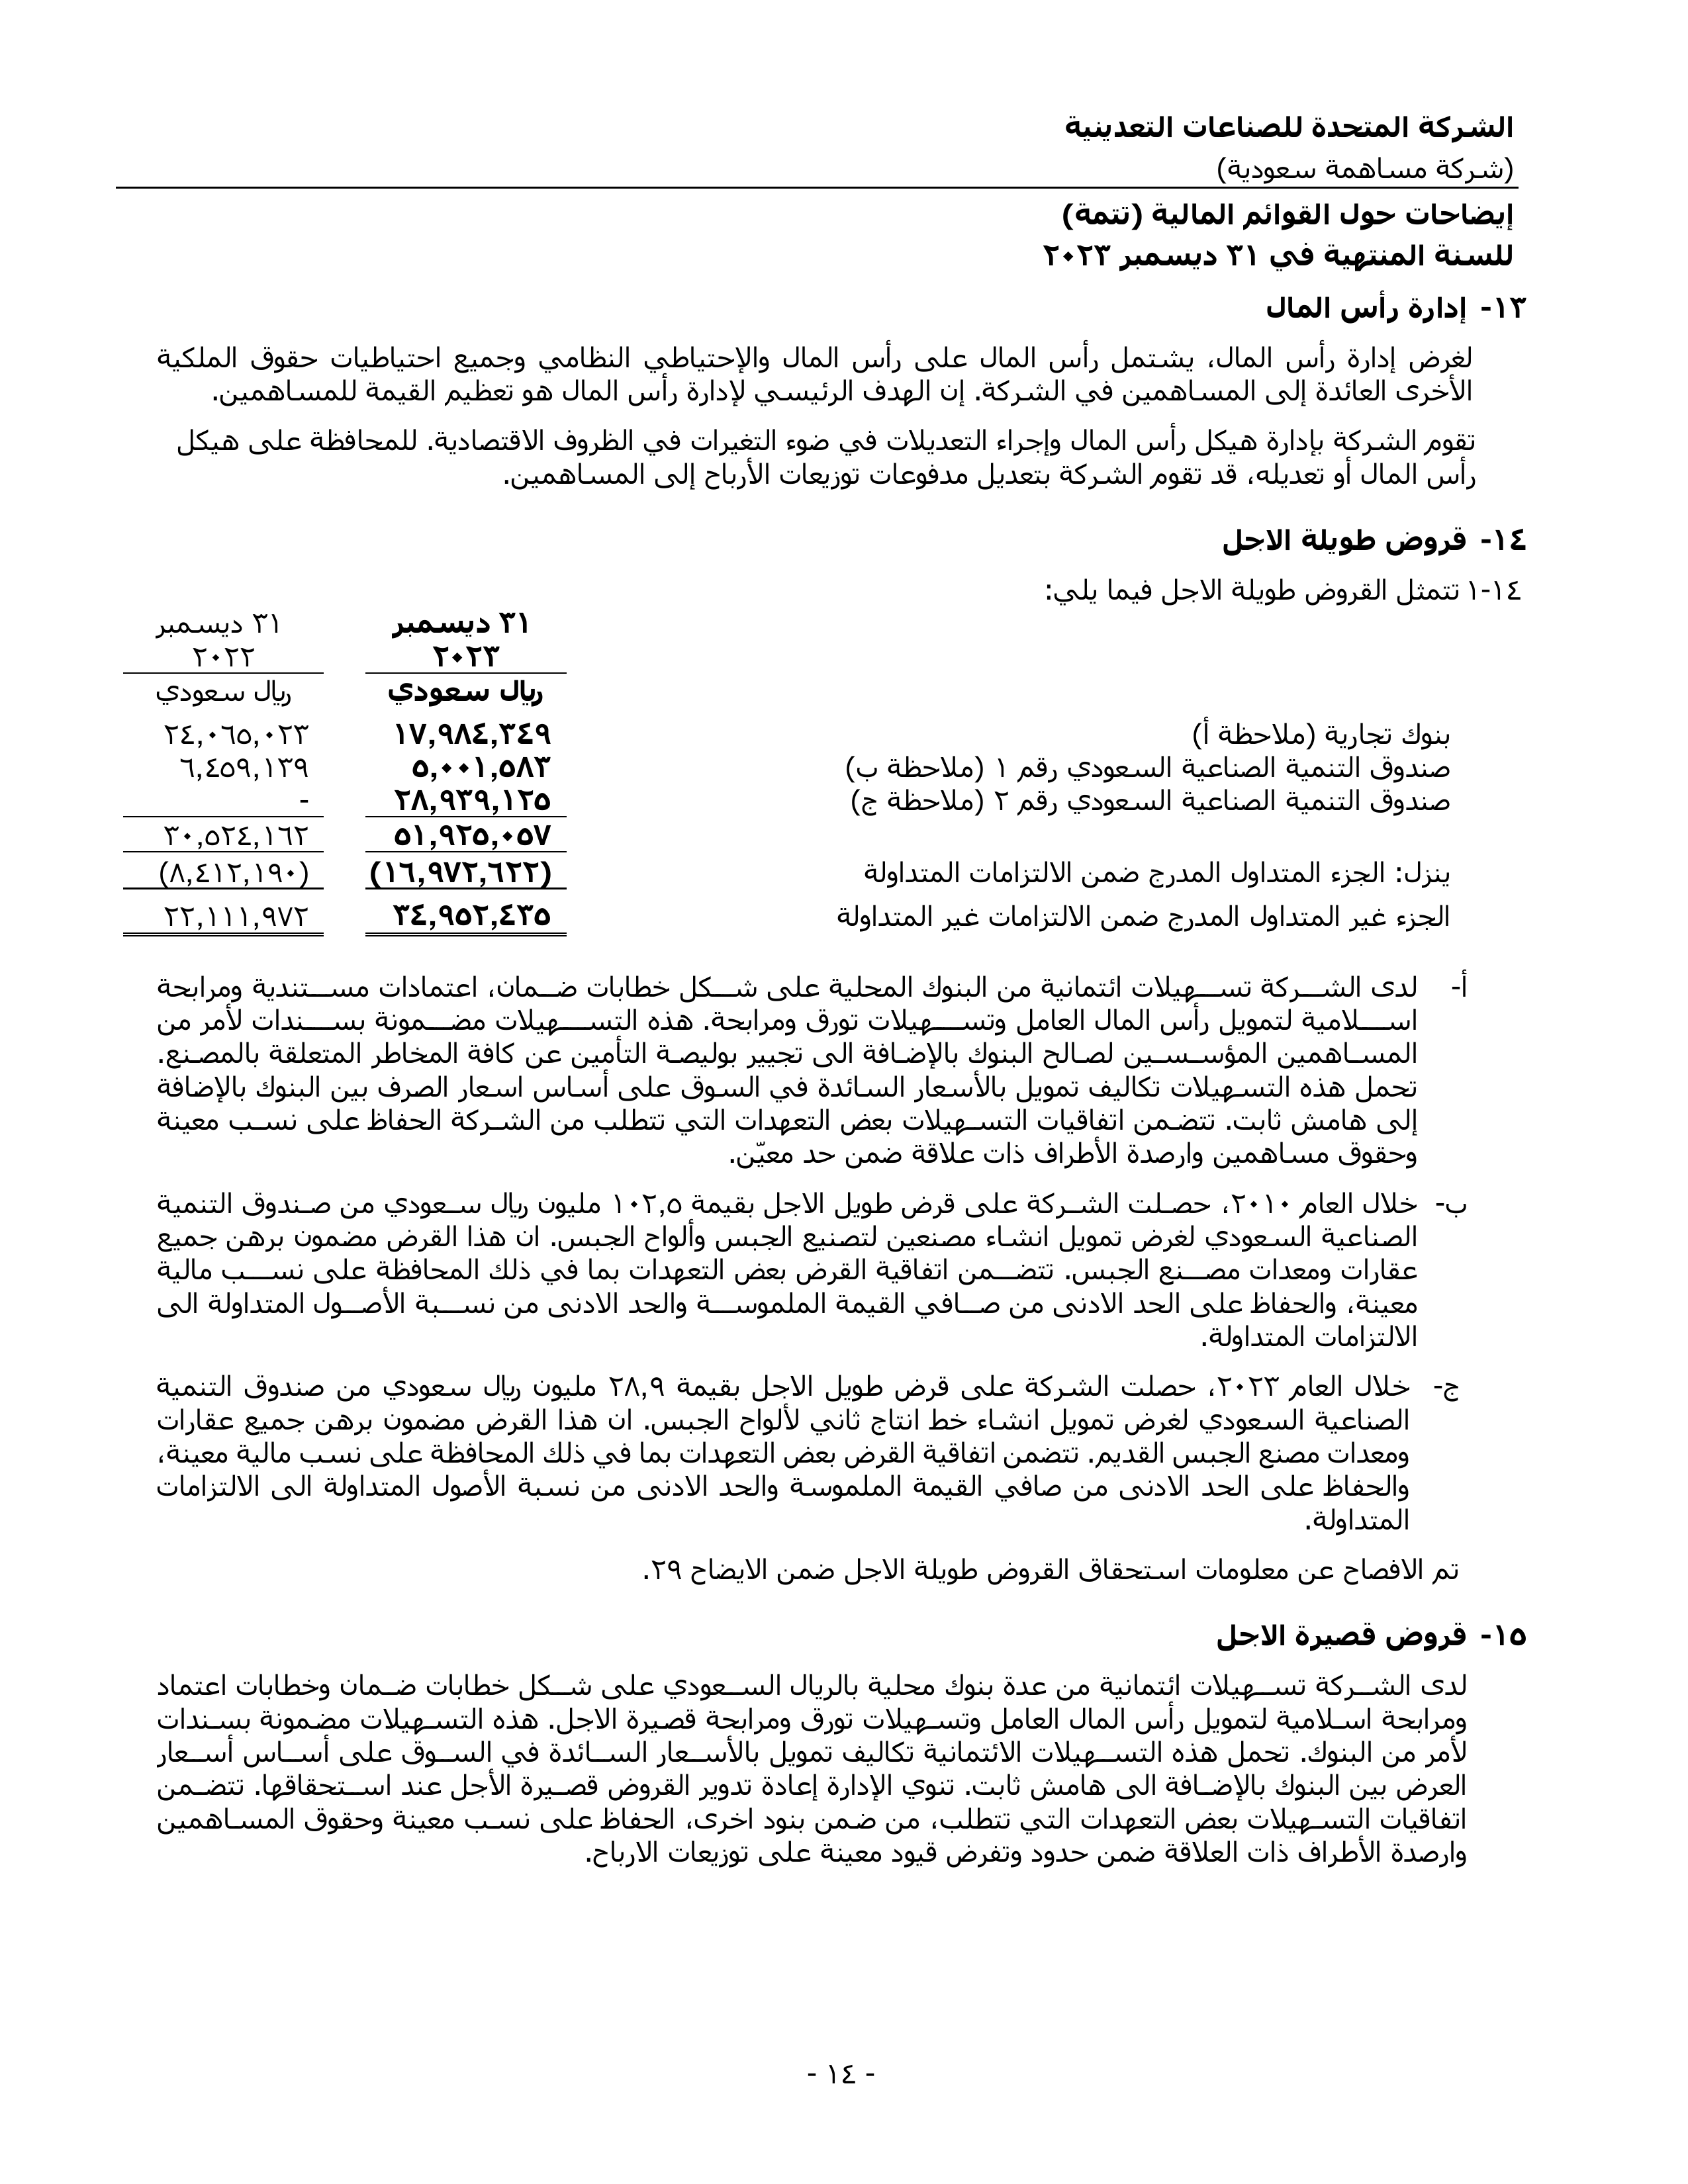 الشركة المتحدة للصناعات التعدينية
(شركة مساهمة سعودية)
إيضاحات حول القوائم المالية (تتمة)
للسنة المنتهية في ٣١ ديسمبر ٢٠٢٣
١٣- إدارة رأس المال
لغرض إدارة رأس المال، يشتمل رأس المال على رأس المال والإحتياطي النظامي وجميع احتياطيات حقوق الملكية
الأخرى العائدة إلى المساهمين في الشركة. إن الهدف الرئيسي لإدارة رأس المال هو تعظيم القيمة للمساهمين.
تقوم الشركة بإدارة هيكل رأس المال وإجراء التعديلات في ضوء التغيرات في الظروف الاقتصادية. للمحافظة على هيكل
رأس المال أو تعديله، قد تقوم الشركة بتعديل مدفوعات توزيعات الأرباح إلى المساهمين.
١٤- قروض طويلة الاجل
١٤-١ تتمثل القروض طويلة الاجل فيما يلي:
٣١ ديسمبر ٣١ ديسمبر
٢٠٢٣ ٢٠٢٢
ريال سعودي ريال سعودي
بنوك تجارية (ملاحظة أ) ١٧,٩٨٤,٣٤٩ ٢٤,٠٦٥,٠٢٣
صندوق التنمية الصناعية السعودي رقم ١ (ملاحظة ب) ٥,٠٠١,٥٨٣ ٦,٤٥٩,١٣٩
صندوق التنمية الصناعية السعودي رقم ٢ (ملاحظة ج) ٢٨,٩٣٩,١٢٥ -
٥١,٩٢٥,٠٥٧ ٣٠,٥٢٤,١٦٢
ينزل: الجزء المتداول المدرج ضمن الالتزامات المتداولة (١٦,٩٧٢,٦٢٢) (٨,٤١٢,١٩٠)
الجزء غير المتداول المدرج ضمن الالتزامات غير المتداولة ٣٤,٩٥٢,٤٣٥ ٢٢,١١١,٩٧٢
أ- لدى الشركة تسهيلات ائتمانية من البنوك المحلية على شكل خطابات ضمان، اعتمادات مستندية ومرابحة
اسلامية لتمويل رأس المال العامل وتسهيلات تورق ومرابحة. هذه التسهيلات مضمونة بسندات لأمر من
المساهمين المؤسسين لصالح البنوك بالإضافة الى تجيير بوليصة التأمين عن كافة المخاطر المتعلقة بالمصنع.
تحمل هذه التسهيلات تكاليف تمويل بالأسعار السائدة في السوق على أساس اسعار الصرف بين البنوك بالإضافة
إلى هامش ثابت. تتضمن اتفاقيات التسهيلات بعض التعهدات التي تتطلب من الشركة الحفاظ على نسب معينة
وحقوق مساهمين وارصدة الأطراف ذات علاقة ضمن حد معيّن.
ب- خلال العام ٢٠١٠، حصلت الشركة على قرض طويل الاجل بقيمة ١٠٢,٥ مليون ريال سعودي من صندوق التنمية
الصناعية السعودي لغرض تمويل انشاء مصنعين لتصنيع الجبس وألواح الجبس. ان هذا القرض مضمون برهن جميع
عقارات ومعدات مصنع الجبس. تتضمن اتفاقية القرض بعض التعهدات بما في ذلك المحافظة على نسب مالية
معينة، والحفاظ على الحد الادنى من صافي القيمة الملموسة والحد الادنى من نسبة الأصول المتداولة الى
الالتزامات المتداولة.
ج- خلال العام ٢٠٢٣، حصلت الشركة على قرض طويل الاجل بقيمة ٢٨,٩ مليون ريال سعودي من صندوق التنمية
الصناعية السعودي لغرض تمويل انشاء خط انتاج ثاني لألواح الجبس. ان هذا القرض مضمون برهن جميع عقارات
ومعدات مصنع الجبس القديم. تتضمن اتفاقية القرض بعض التعهدات بما في ذلك المحافظة على نسب مالية معينة،
والحفاظ على الحد الادنى من صافي القيمة الملموسة والحد الادنى من نسبة الأصول المتداولة الى الالتزامات
المتداولة.
تم الافصاح عن معلومات استحقاق القروض طويلة الاجل ضمن الايضاح ٢٩.
١٥- قروض قصيرة الاجل
لدى الشركة تسهيلات ائتمانية من عدة بنوك محلية بالريال السعودي على شكل خطابات ضمان وخطابات اعتماد
ومرابحة اسلامية لتمويل رأس المال العامل وتسهيلات تورق ومرابحة قصيرة الاجل. هذه التسهيلات مضمونة بسندات
لأمر من البنوك. تحمل هذه التسهيلات الائتمانية تكاليف تمويل بالأسعار السائدة في السوق على أساس أسعار
العرض بين البنوك بالإضافة الى هامش ثابت. تنوي الإدارة إعادة تدوير القروض قصيرة الأجل عند استحقاقها. تتضمن
اتفاقيات التسهيلات بعض التعهدات التي تتطلب، من ضمن بنود اخرى، الحفاظ على نسب معينة وحقوق المساهمين
وارصدة الأطراف ذات العلاقة ضمن حدود وتفرض قيود معينة على توزيعات الارباح.
- ١٤ -